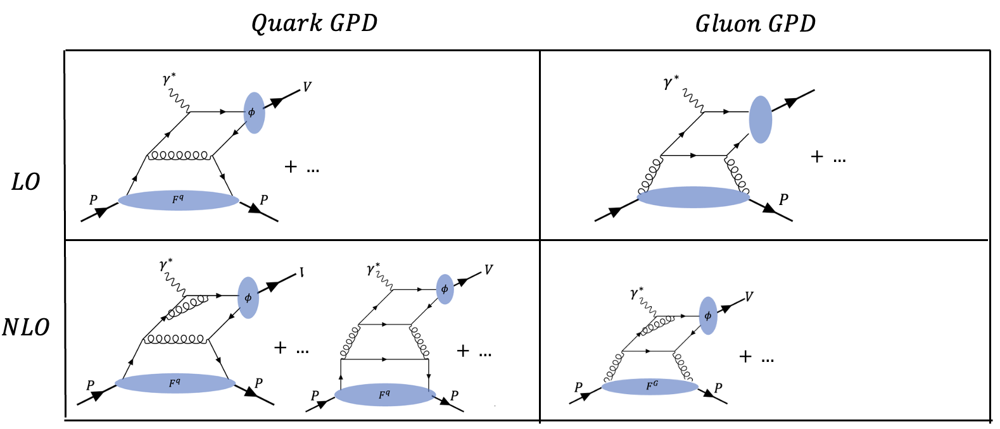 Quark GPD
Gluon GPD
LO
γ*
ϕ
V
+ ...
P
F^q
P
γ*
+ ...
P
NLO
γ*
ϕ
+ ...
P
F^q
P
γ*
ϕ
V
+ ...
P
F^q
P
γ*
ϕ
V
+ ...
P
F^G
P